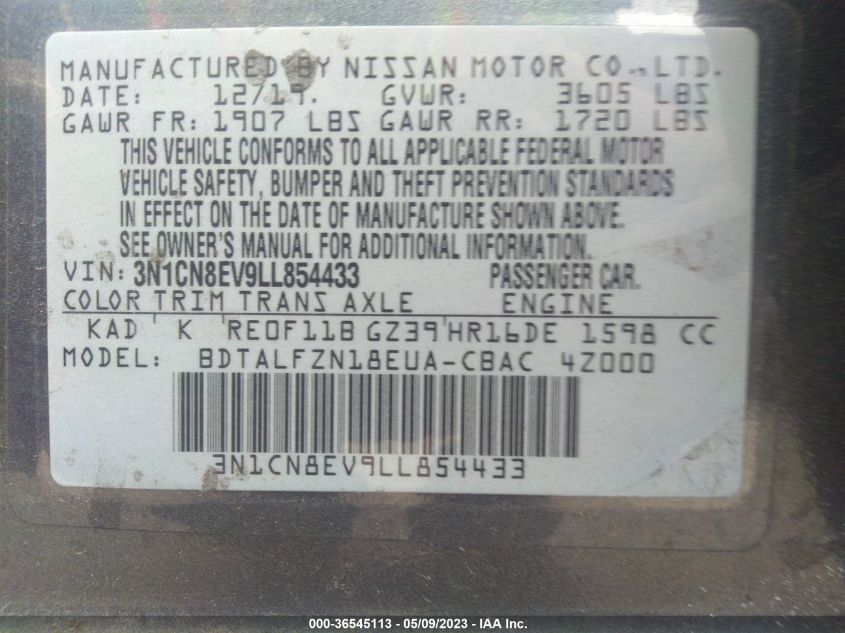 MANUFACTURED BY NISSAN MOTOR CO., LTD.
DATE: 12/19. GVWR: 3605 LBS
GAWR FR: 1907 LBS GAWR RR: 1720 LBS
THIS VEHICLE CONFORMS TO ALL APPLICABLE FEDERAL MOTOR
VEHICLE SAFETY, BUMPER AND THEFT PREVENTION STANDARDS
IN EFFECT ON THE DATE OF MANUFACTURE SHOWN ABOVE.
SEE OWNER'S MANUAL FOR ADDITIONAL INFORMATION.
VIN: 3N1CN8EV9LL854433 PASSENGER CAR.
COLOR TRIM TRANS AXLE ENGINE
KAD ' K ' RE0F11B GZ39 ' HR16DE 1598 CC
MODEL: BDTALFZN18EUA-CBAC 4Z000
3N1CN8EV9LL854433
000-36545113 - 05/09/2023 - IAA Inc.